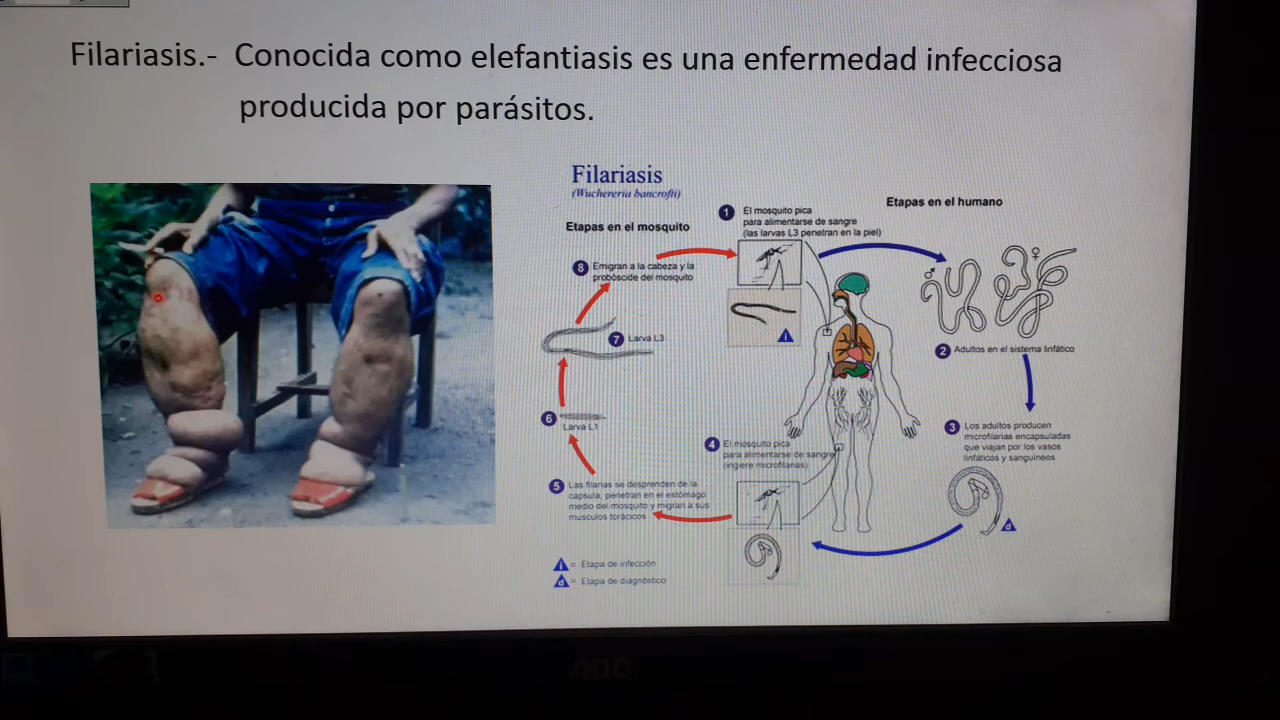 Filariasis.- Conocida como elefantiasis es una enfermedad infecciosa
producida por parásitos.
Filariasis
(Wuchereria bancrofti)
Etapas en el mosquito
Etapas en el humano
1 El mosquito pica
para alimentarse de sangre
(las larvas L3 penetran en la piel)
8 Emigran a la cabeza y la
probóscide del mosquito
i
7 Larva L3
2 Adultos en el sistema linfático
6
Larva L1
3 Los adultos producen
microfilarias encapsuladas
que viajan por los vasos
linfáticos y sanguíneos
4 El mosquito pica
para alimentarse de sangre
(ingiere microfilarias)
5 Las filarias se desprenden de la
capsula, penetran en el estómago
medio del mosquito y migran a sus
musculos torácicos
d
i = Etapa de infección
d = Etapa de diagnóstico
AOC